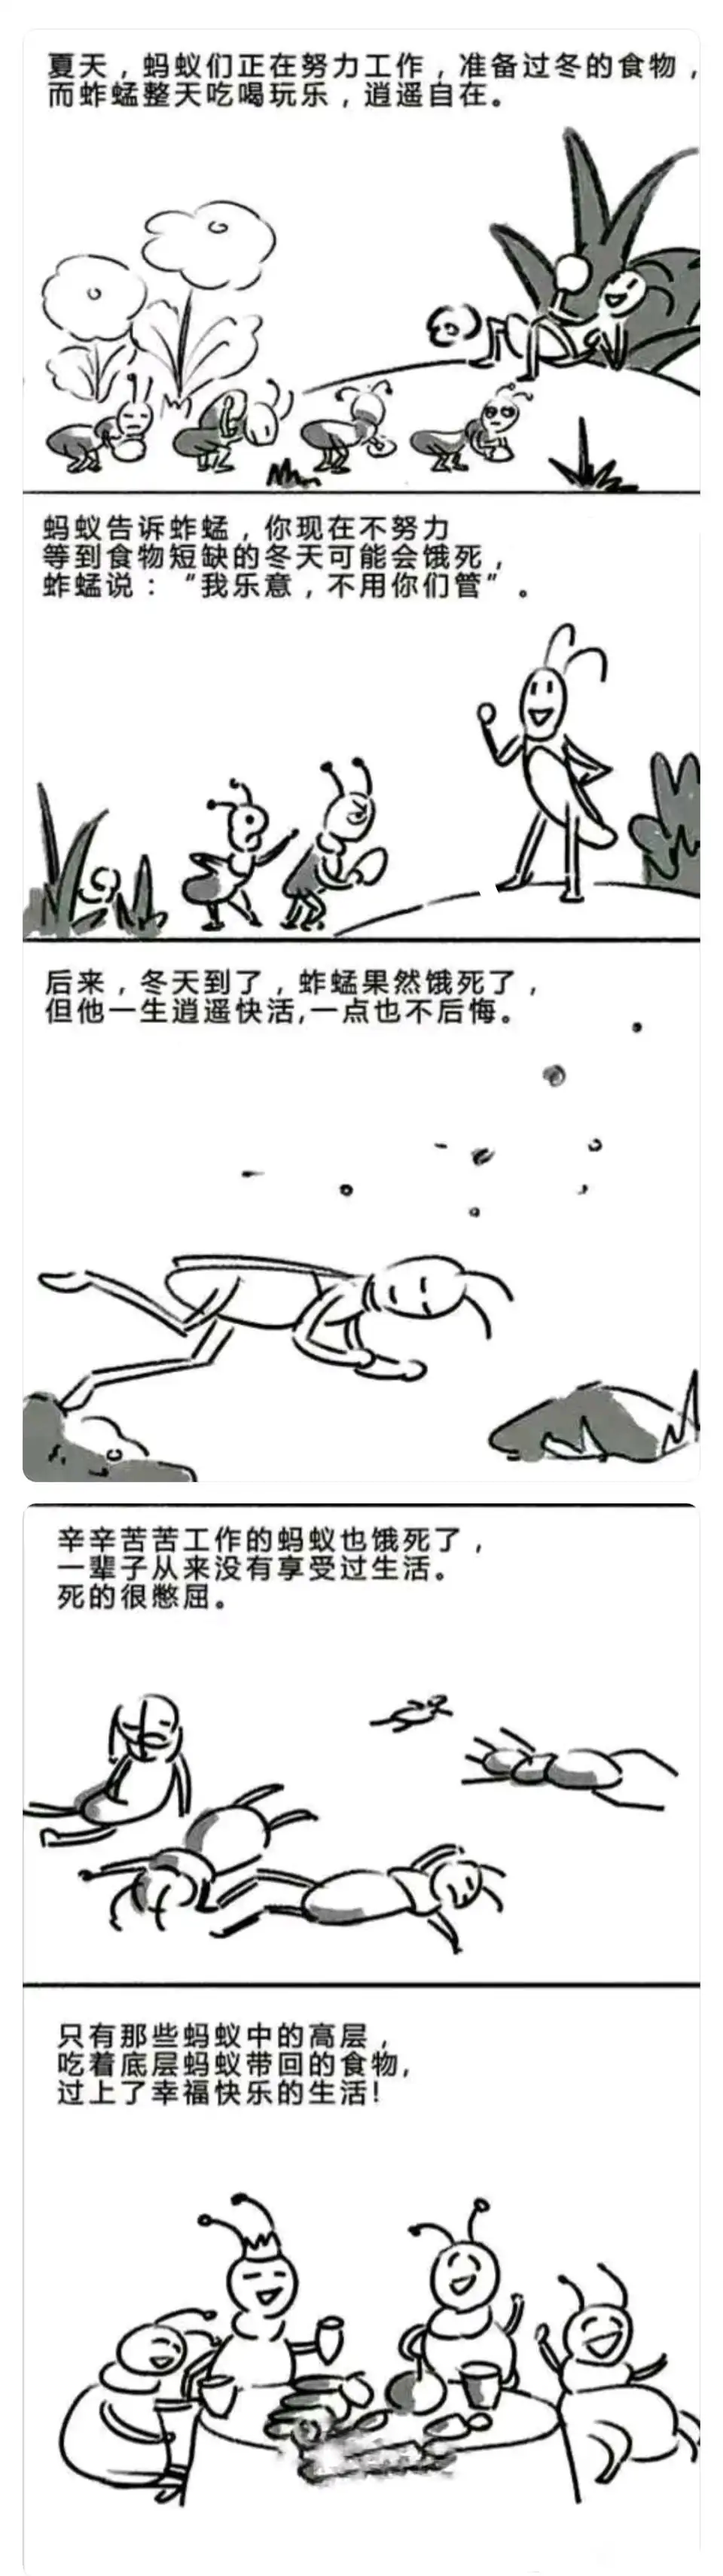 夏天，蚂蚁们正在努力工作，准备过冬的食物，
而蚱蜢整天吃喝玩乐，逍遥自在。
蚂蚁告诉蚱蜢，你现在不努力
等到食物短缺的冬天可能会饿死，
蚱蜢说：“我乐意，不用你们管”。
后来，冬天到了，蚱蜢果然饿死了，
但他一生逍遥快活,一点也不后悔。
辛辛苦苦工作的蚂蚁也饿死了，
一辈子从来没有享受过生活。
死的很憋屈。
只有那些蚂蚁中的高层，
吃着底层蚂蚁带回的食物,
过上了幸福快乐的生活!